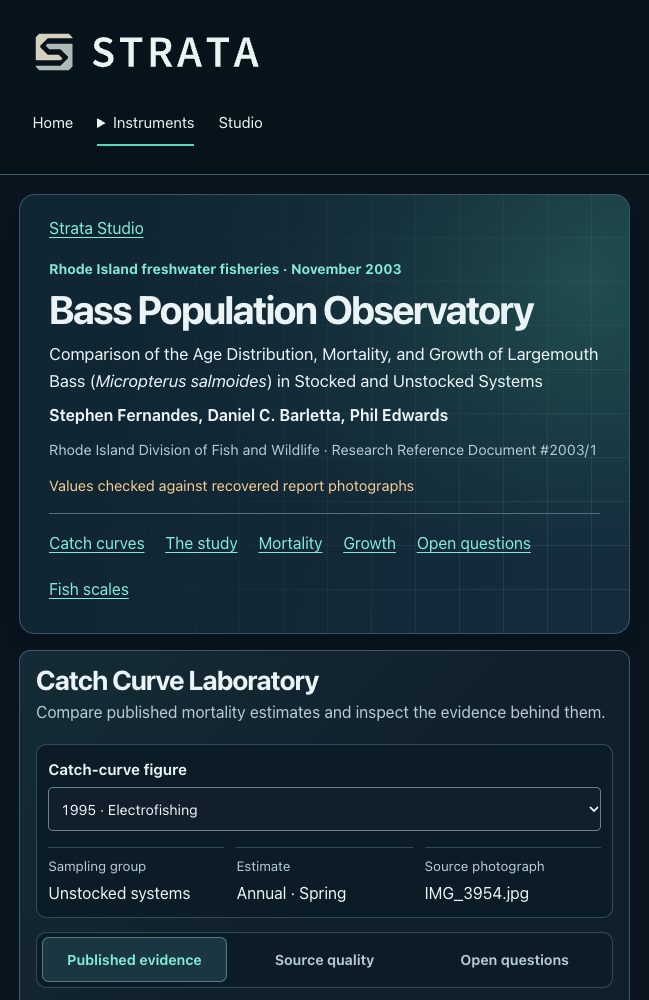 STRATA
Home
Instruments
Studio
Strata Studio
Rhode Island freshwater fisheries · November 2003
Bass Population Observatory
Comparison of the Age Distribution, Mortality, and Growth of Largemouth
Bass (Micropterus salmoides) in Stocked and Unstocked Systems
Stephen Fernandes, Daniel C. Barletta, Phil Edwards
Rhode Island Division of Fish and Wildlife · Research Reference Document #2003/1
Values checked against recovered report photographs
Catch curves
The study
Mortality
Growth
Open questions
Fish scales
Catch Curve Laboratory
Compare published mortality estimates and inspect the evidence behind them.
Catch-curve figure
1995 · Electrofishing
Sampling group
Estimate
Source photograph
Unstocked systems
Annual · Spring
IMG_3954.jpg
Published evidence
Source quality
Open questions